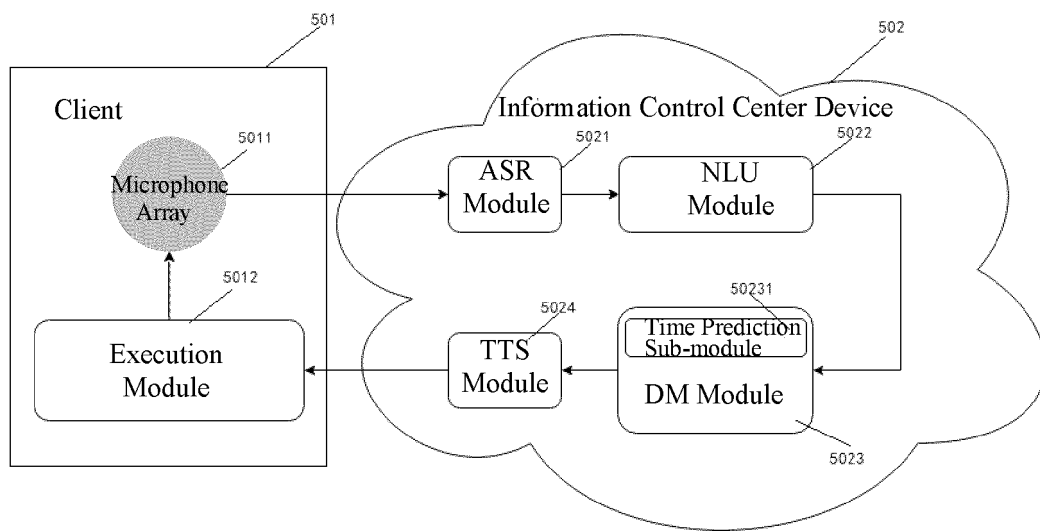 501
502
Client
Information Control Center Device
5011
5021
5022
Microphone
Array
ASR
Module
NLU
Module
5012
5024
50231
Execution
Module
TTS
Module
Time Prediction
Sub-module
DM Module
5023